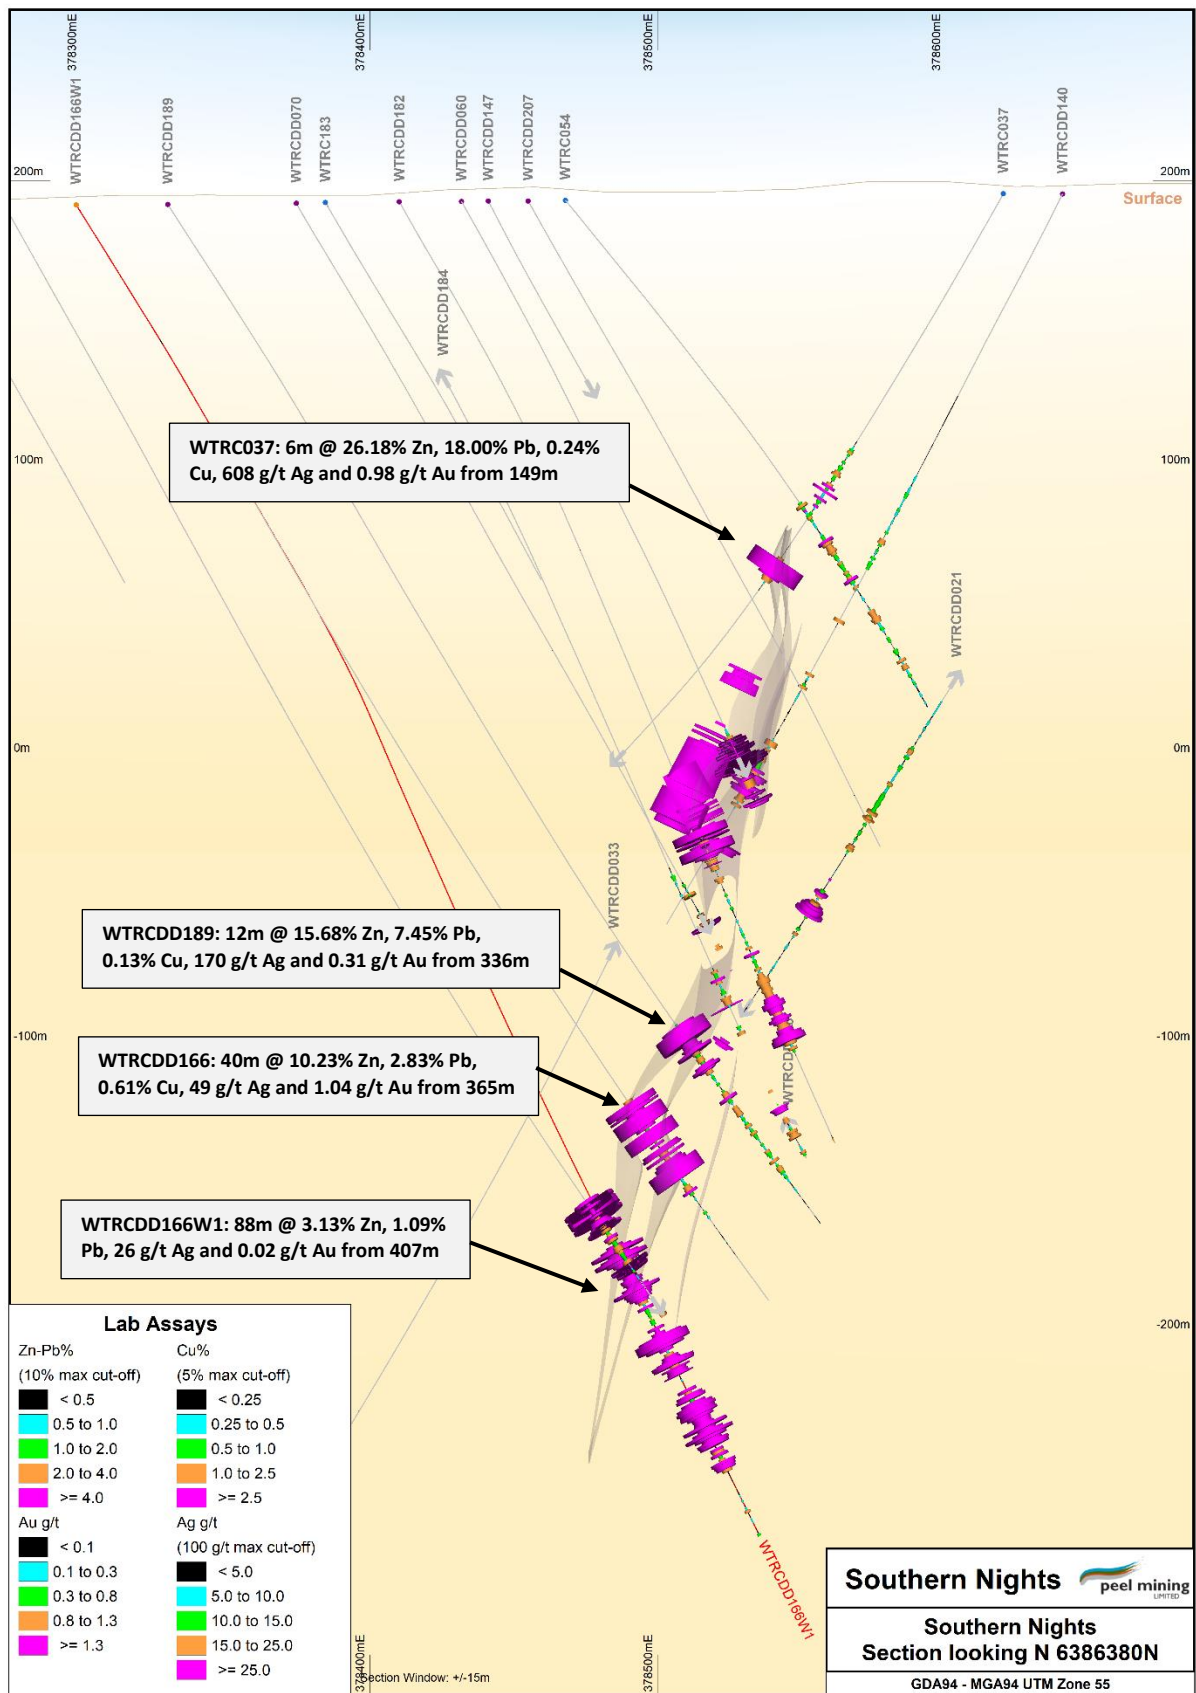 378300mE
378400mE
378500mE
378600mE
WTRCDD166W1
WTRCDD189
WTRCDD070
WTRC183
WTRCDD182
WTRCDD060
WTRCDD147
WTRCDD207
WTRC054
WTRC037
WTRCDD140
200m
200m
Surface
WTRCDD184
WTRC037: 6m @ 26.18% Zn, 18.00% Pb, 0.24%
Cu, 608 g/t Ag and 0.98 g/t Au from 149m
100m
100m
WTRCDD021
0m
0m
WTRCDD033
WTRCDD189: 12m @ 15.68% Zn, 7.45% Pb,
0.13% Cu, 170 g/t Ag and 0.31 g/t Au from 336m
-100m
-100m
WTRCDD166: 40m @ 10.23% Zn, 2.83% Pb,
0.61% Cu, 49 g/t Ag and 1.04 g/t Au from 365m
WTRCDD166W1: 88m @ 3.13% Zn, 1.09%
Pb, 26 g/t Ag and 0.02 g/t Au from 407m
-200m
Lab Assays
Zn-Pb%
(10% max cut-off)
< 0.5
0.5 to 1.0
1.0 to 2.0
2.0 to 4.0
>= 4.0
Cu%
(5% max cut-off)
< 0.25
0.25 to 0.5
0.5 to 1.0
1.0 to 2.5
>= 2.5
Au g/t
< 0.1
0.1 to 0.3
0.3 to 0.8
0.8 to 1.3
>= 1.3
Ag g/t
(100 g/t max cut-off)
< 5.0
5.0 to 10.0
10.0 to 15.0
15.0 to 25.0
>= 25.0
WTRCDD166W1
378400mE
378500mE
Section Window: +/-15m
Southern Nights
peel mining
LIMITED
Southern Nights
Section looking N 6386380N
GDA94 - MGA94 UTM Zone 55